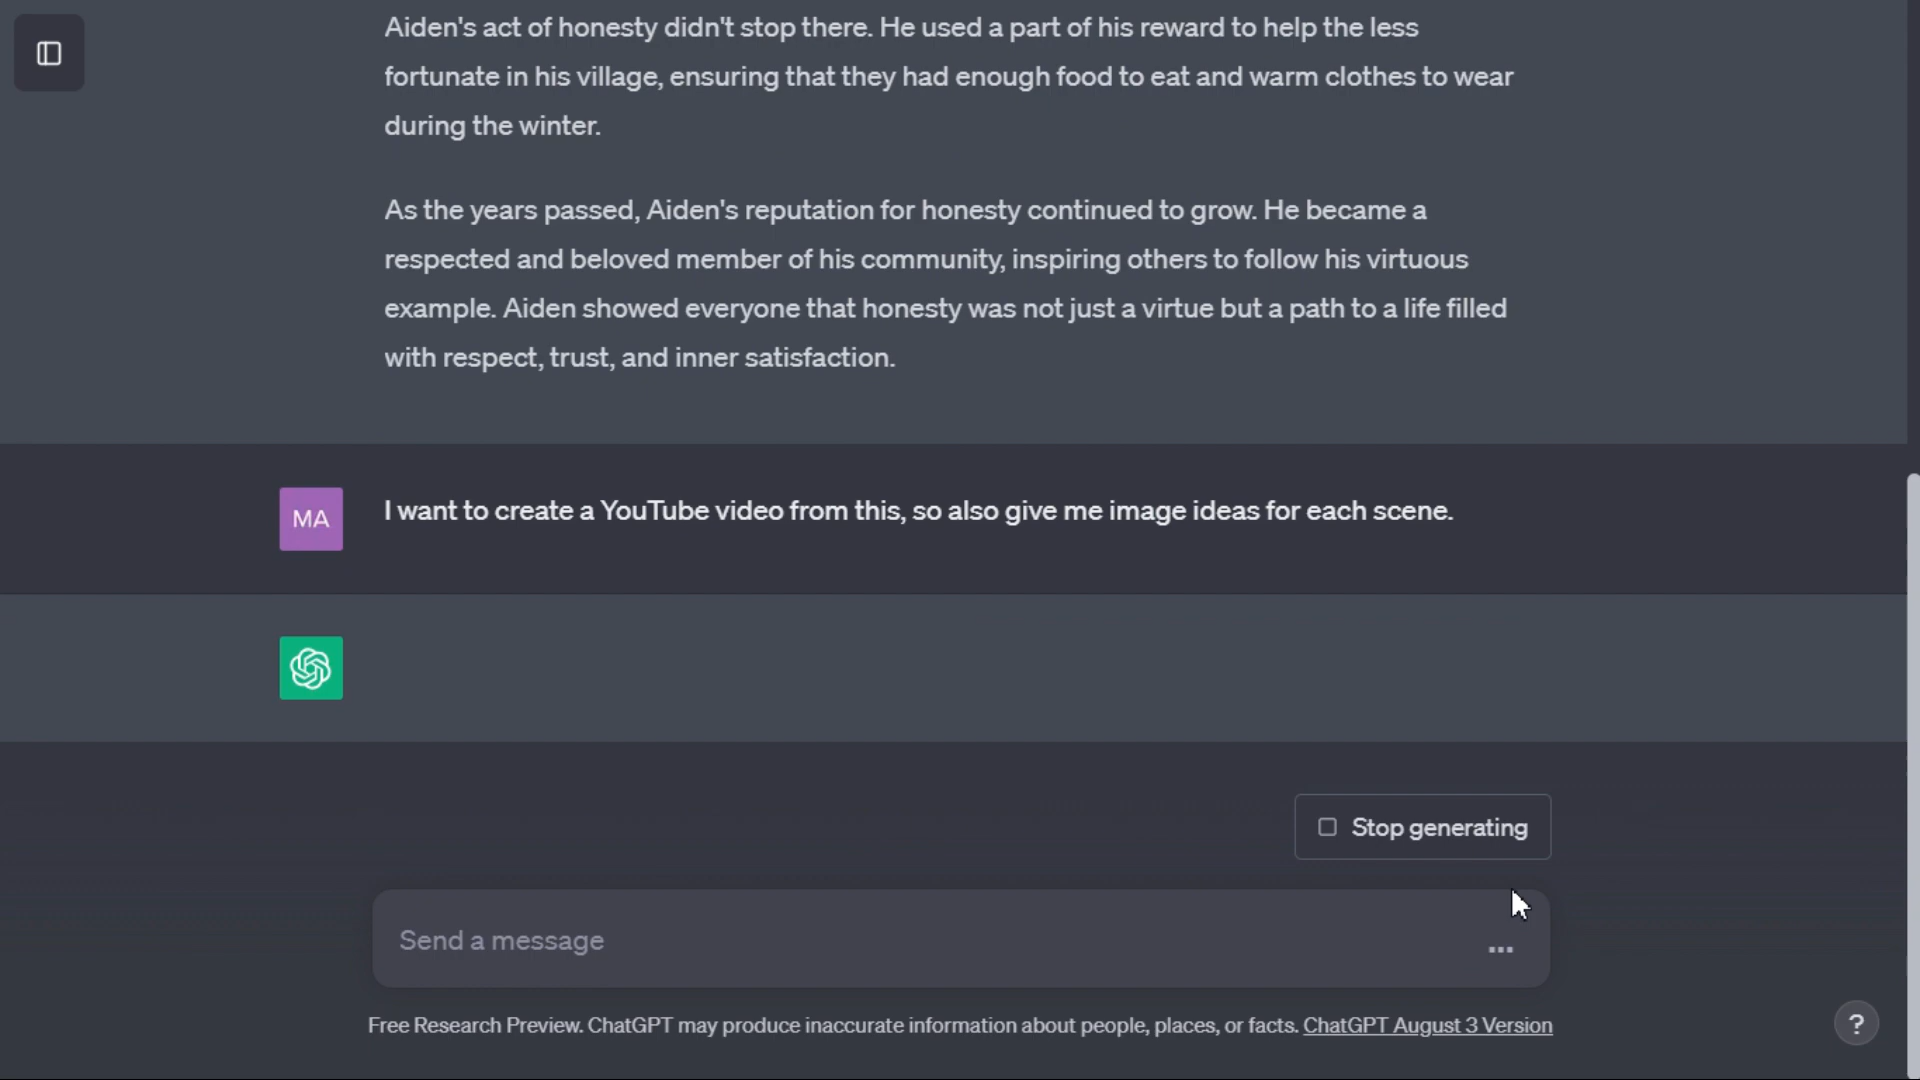 Aiden's act of honesty didn't stop there. He used a part of his reward to help the less
fortunate in his village, ensuring that they had enough food to eat and warm clothes to wear
during the winter.
As the years passed, Aiden's reputation for honesty continued to grow. He became a
respected and beloved member of his community, inspiring others to follow his virtuous
example. Aiden showed everyone that honesty was not just a virtue but a path to a life filled
with respect, trust, and inner satisfaction.
MA
I want to create a YouTube video from this, so also give me image ideas for each scene.
Stop generating
Send a message
...
Free Research Preview. ChatGPT may produce inaccurate information about people, places, or facts. ChatGPT August 3 Version
?